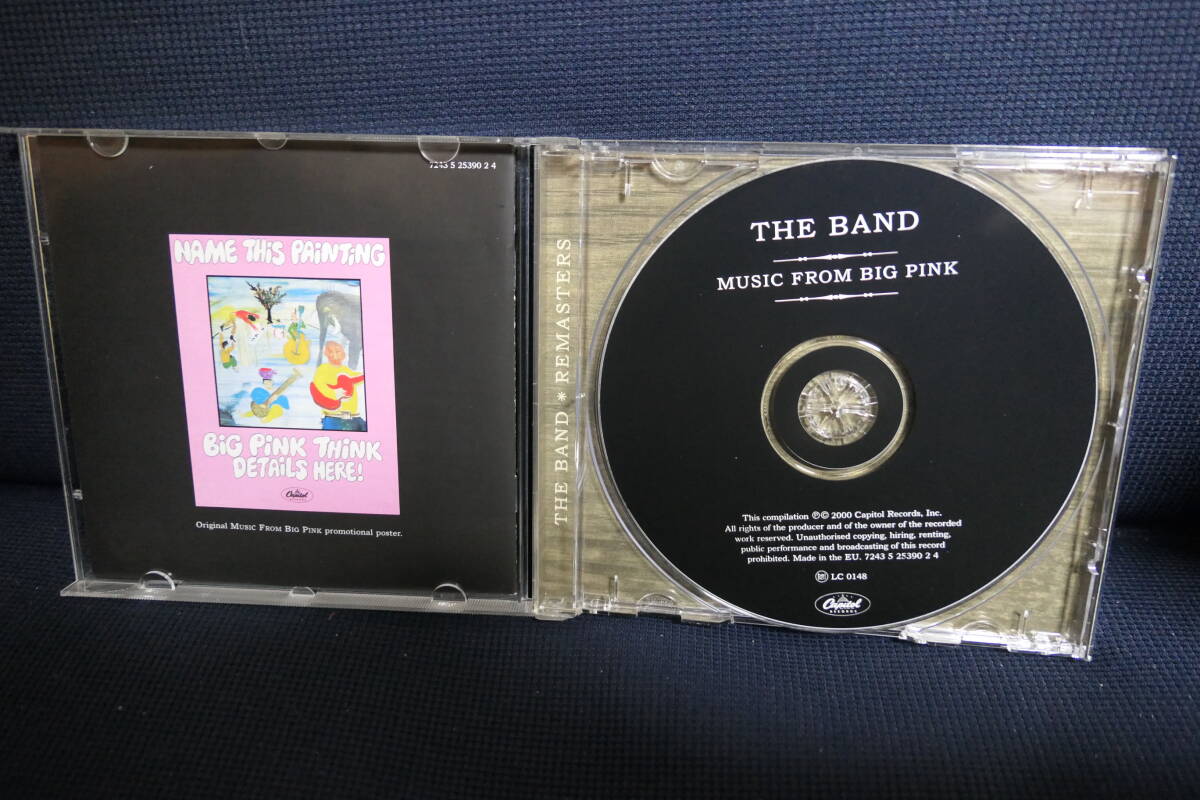 7243 5 25390 2 4
NAME THIS PAINTING
BIG PINK THINK
DETAILS HERE!
Capitol
RECORDS
Original MUSIC FROM BIG PINK promotional poster.
THE BAND * REMASTERS
THE BAND
MUSIC FROM BIG PINK
This compilation ℗© 2000 Capitol Records, Inc.
All rights of the producer and of the owner of the recorded
work reserved. Unauthorised copying, hiring, renting,
public performance and broadcasting of this record
prohibited. Made in the EU. 7243 5 25390 2 4
LC 0148
Capitol
RECORDS